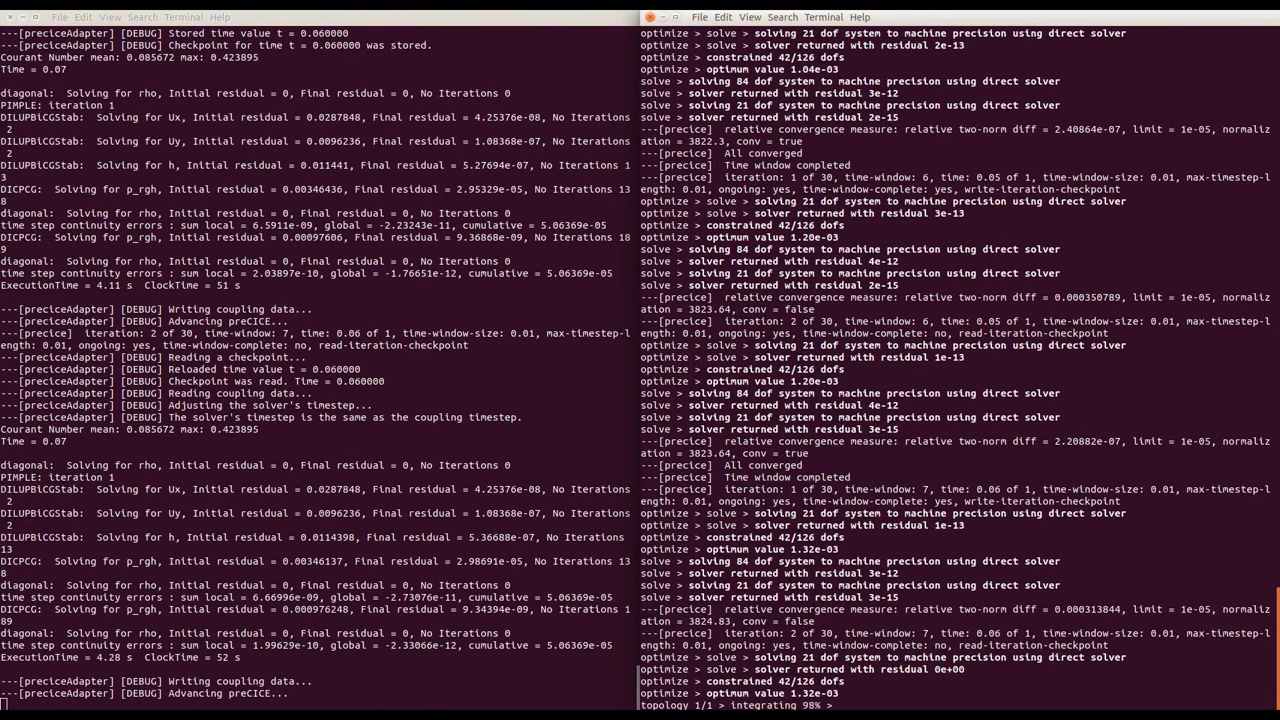 File Edit View Search Terminal Help
---[preciceAdapter] [DEBUG] Stored time value t = 0.060000
---[preciceAdapter] [DEBUG] Checkpoint for time t = 0.060000 was stored.
Courant Number mean: 0.085672 max: 0.423895
Time = 0.07
diagonal:  Solving for rho, Initial residual = 0, Final residual = 0, No Iterations 0
PIMPLE: iteration 1
DILUPBiCGStab:  Solving for Ux, Initial residual = 0.0287848, Final residual = 4.25376e-08, No Iterations
 2
DILUPBiCGStab:  Solving for Uy, Initial residual = 0.0096236, Final residual = 1.08368e-07, No Iterations
 2
DILUPBiCGStab:  Solving for h, Initial residual = 0.011441, Final residual = 5.27694e-07, No Iterations 1
3
DICPCG:  Solving for p_rgh, Initial residual = 0.00346436, Final residual = 2.95329e-05, No Iterations 13
8
diagonal:  Solving for rho, Initial residual = 0, Final residual = 0, No Iterations 0
time step continuity errors : sum local = 6.5911e-09, global = -2.23243e-11, cumulative = 5.06369e-05
DICPCG:  Solving for p_rgh, Initial residual = 0.00097606, Final residual = 9.36868e-09, No Iterations 18
9
diagonal:  Solving for rho, Initial residual = 0, Final residual = 0, No Iterations 0
time step continuity errors : sum local = 2.03897e-10, global = -1.76651e-12, cumulative = 5.06369e-05
ExecutionTime = 4.11 s  ClockTime = 51 s
---[preciceAdapter] [DEBUG] Writing coupling data...
---[preciceAdapter] [DEBUG] Advancing preCICE...
---[precice]  iteration: 2 of 30, time-window: 7, time: 0.06 of 1, time-window-size: 0.01, max-timestep-l
ength: 0.01, ongoing: yes, time-window-complete: no, read-iteration-checkpoint
---[preciceAdapter] [DEBUG] Reading a checkpoint...
---[preciceAdapter] [DEBUG] Reloaded time value t = 0.060000
---[preciceAdapter] [DEBUG] Checkpoint was read. Time = 0.060000
---[preciceAdapter] [DEBUG] Reading coupling data...
---[preciceAdapter] [DEBUG] Adjusting the solver's timestep...
---[preciceAdapter] [DEBUG] The solver's timestep is the same as the coupling timestep.
Courant Number mean: 0.085672 max: 0.423895
Time = 0.07
diagonal:  Solving for rho, Initial residual = 0, Final residual = 0, No Iterations 0
PIMPLE: iteration 1
DILUPBiCGStab:  Solving for Ux, Initial residual = 0.0287848, Final residual = 4.25376e-08, No Iterations
 2
DILUPBiCGStab:  Solving for Uy, Initial residual = 0.0096236, Final residual = 1.08368e-07, No Iterations
 2
DILUPBiCGStab:  Solving for h, Initial residual = 0.0114398, Final residual = 5.36688e-07, No Iterations
13
DICPCG:  Solving for p_rgh, Initial residual = 0.00346137, Final residual = 2.98691e-05, No Iterations 13
8
diagonal:  Solving for rho, Initial residual = 0, Final residual = 0, No Iterations 0
time step continuity errors : sum local = 6.66996e-09, global = -2.73076e-11, cumulative = 5.06369e-05
DICPCG:  Solving for p_rgh, Initial residual = 0.000976248, Final residual = 9.34394e-09, No Iterations 1
89
diagonal:  Solving for rho, Initial residual = 0, Final residual = 0, No Iterations 0
time step continuity errors : sum local = 1.99629e-10, global = -2.33066e-12, cumulative = 5.06369e-05
ExecutionTime = 4.28 s  ClockTime = 52 s
---[preciceAdapter] [DEBUG] Writing coupling data...
---[preciceAdapter] [DEBUG] Advancing preCICE...
File Edit View Search Terminal Help
optimize > solve > solving 21 dof system to machine precision using direct solver
optimize > solve > solver returned with residual 2e-13
optimize > constrained 42/126 dofs
optimize > optimum value 1.04e-03
solve > solving 84 dof system to machine precision using direct solver
solve > solver returned with residual 3e-12
solve > solving 21 dof system to machine precision using direct solver
solve > solver returned with residual 2e-15
---[precice]  relative convergence measure: relative two-norm diff = 2.40864e-07, limit = 1e-05, normaliz
ation = 3822.3, conv = true
---[precice]  All converged
---[precice]  Time window completed
---[precice]  iteration: 1 of 30, time-window: 6, time: 0.05 of 1, time-window-size: 0.01, max-timestep-l
ength: 0.01, ongoing: yes, time-window-complete: yes, write-iteration-checkpoint
optimize > solve > solving 21 dof system to machine precision using direct solver
optimize > solve > solver returned with residual 3e-13
optimize > constrained 42/126 dofs
optimize > optimum value 1.20e-03
solve > solving 84 dof system to machine precision using direct solver
solve > solver returned with residual 4e-12
solve > solving 21 dof system to machine precision using direct solver
solve > solver returned with residual 2e-15
---[precice]  relative convergence measure: relative two-norm diff = 0.000350789, limit = 1e-05, normaliz
ation = 3823.64, conv = false
---[precice]  iteration: 2 of 30, time-window: 6, time: 0.05 of 1, time-window-size: 0.01, max-timestep-l
ength: 0.01, ongoing: yes, time-window-complete: no, read-iteration-checkpoint
optimize > solve > solving 21 dof system to machine precision using direct solver
optimize > solve > solver returned with residual 1e-13
optimize > constrained 42/126 dofs
optimize > optimum value 1.20e-03
solve > solving 84 dof system to machine precision using direct solver
solve > solver returned with residual 4e-12
solve > solving 21 dof system to machine precision using direct solver
solve > solver returned with residual 3e-15
---[precice]  relative convergence measure: relative two-norm diff = 2.20882e-07, limit = 1e-05, normaliz
ation = 3823.64, conv = true
---[precice]  All converged
---[precice]  Time window completed
---[precice]  iteration: 1 of 30, time-window: 7, time: 0.06 of 1, time-window-size: 0.01, max-timestep-l
ength: 0.01, ongoing: yes, time-window-complete: yes, write-iteration-checkpoint
optimize > solve > solving 21 dof system to machine precision using direct solver
optimize > solve > solver returned with residual 1e-13
optimize > constrained 42/126 dofs
optimize > optimum value 1.32e-03
solve > solving 84 dof system to machine precision using direct solver
solve > solver returned with residual 3e-12
solve > solving 21 dof system to machine precision using direct solver
solve > solver returned with residual 3e-15
---[precice]  relative convergence measure: relative two-norm diff = 0.000313844, limit = 1e-05, normaliz
ation = 3824.83, conv = false
---[precice]  iteration: 2 of 30, time-window: 7, time: 0.06 of 1, time-window-size: 0.01, max-timestep-l
ength: 0.01, ongoing: yes, time-window-complete: no, read-iteration-checkpoint
optimize > solve > solving 21 dof system to machine precision using direct solver
optimize > solve > solver returned with residual 0e+00
optimize > constrained 42/126 dofs
optimize > optimum value 1.32e-03
topology 1/1 > integrating 98% >